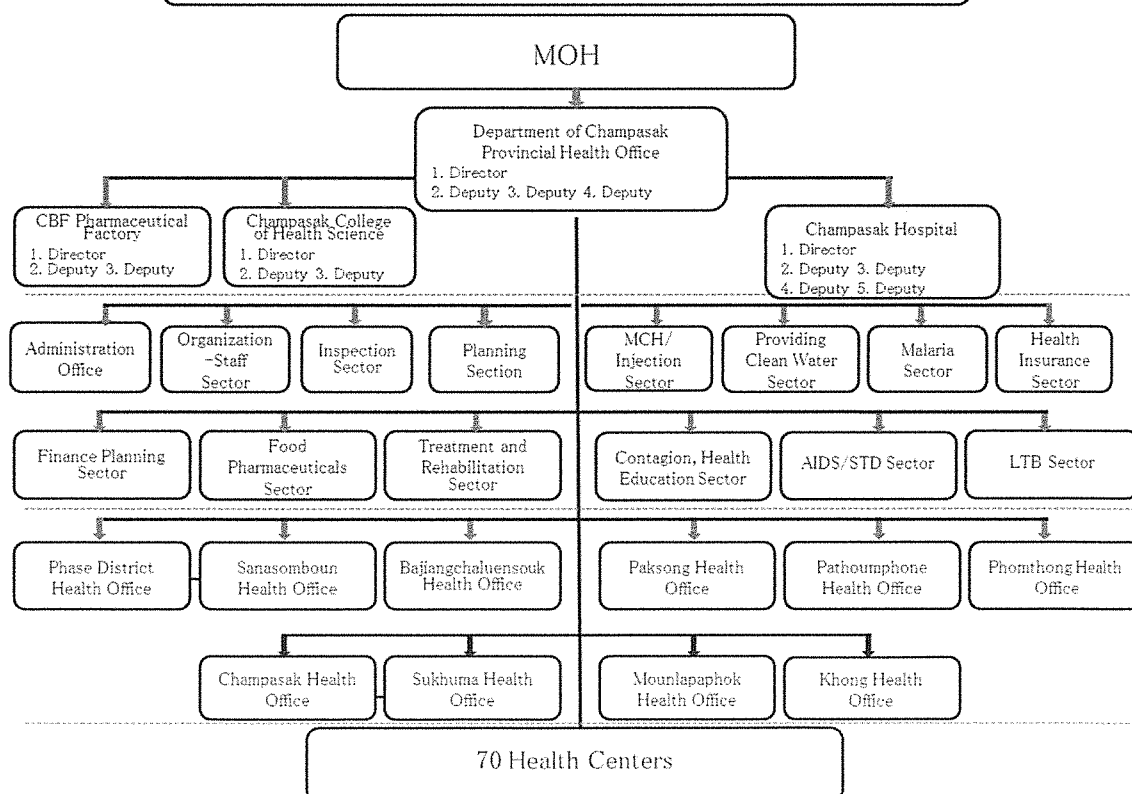 MOH
Department of Champasak
Provincial Health Office
1. Director
2. Deputy 3. Deputy 4. Deputy
CBF Pharmaceutical
Factory
1. Director
2. Deputy 3. Deputy
Champasak College
of Health Science
1. Director
2. Deputy 3. Deputy
Champasak Hospital
1. Director
2. Deputy 3. Deputy
4. Deputy 5. Deputy
Administration
Office
Organization
-Staff
Sector
Inspection
Sector
Planning
Section
MCH/
Injection
Sector
Providing
Clean Water
Sector
Malaria
Sector
Health
Insurance
Sector
Finance Planning
Sector
Food
Pharmaceuticals
Sector
Treatment and
Rehabilitation
Sector
Contagion, Health
Education Sector
AIDS/STD Sector
LTB Sector
Phase District
Health Office
Sanasomboun
Health Office
Bajiangchaluensouk
Health Office
Paksong Health
Office
Pathoumphone
Health Office
Phomthong Health
Office
Champasak Health
Office
Sukhuma Health
Office
Mounlapaphok
Health Office
Khong Health
Office
70 Health Centers